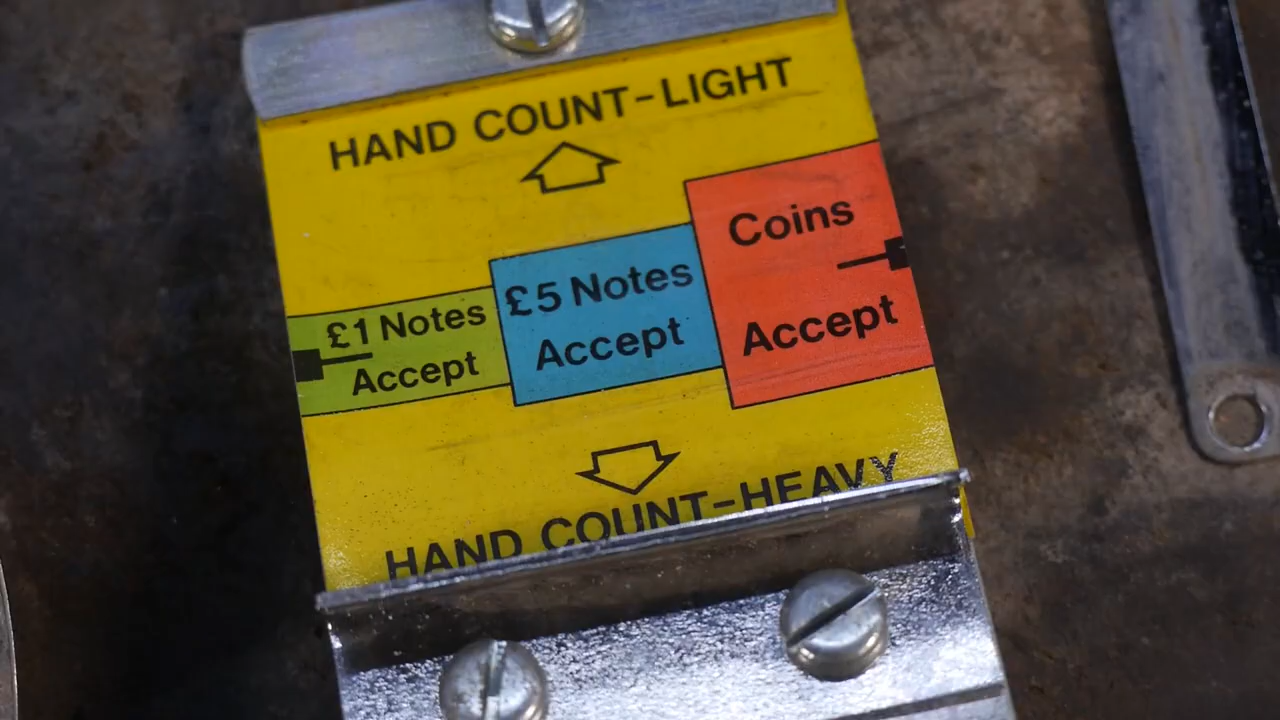 HAND COUNT-LIGHT
Coins
Accept
£5 Notes
Accept
£1 Notes
Accept
HAND COUNT-HEAVY